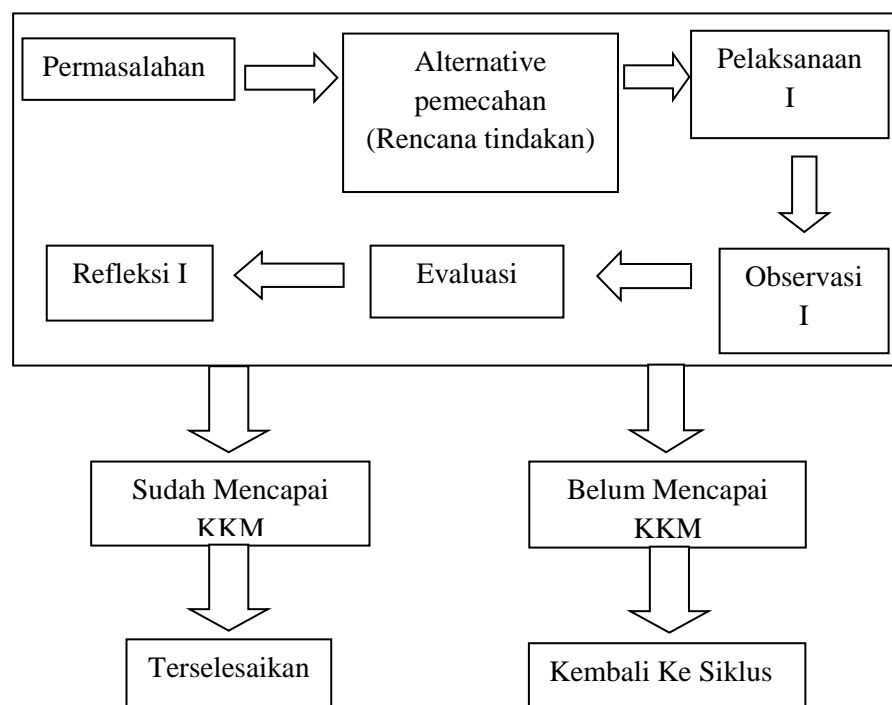 Permasalahan
Alternative
pemecahan
(Rencana tindakan)
Pelaksanaan
I
Refleksi I
Evaluasi
Observasi
I
Sudah Mencapai
KKM
Belum Mencapai
KKM
Terselesaikan
Kembali Ke Siklus